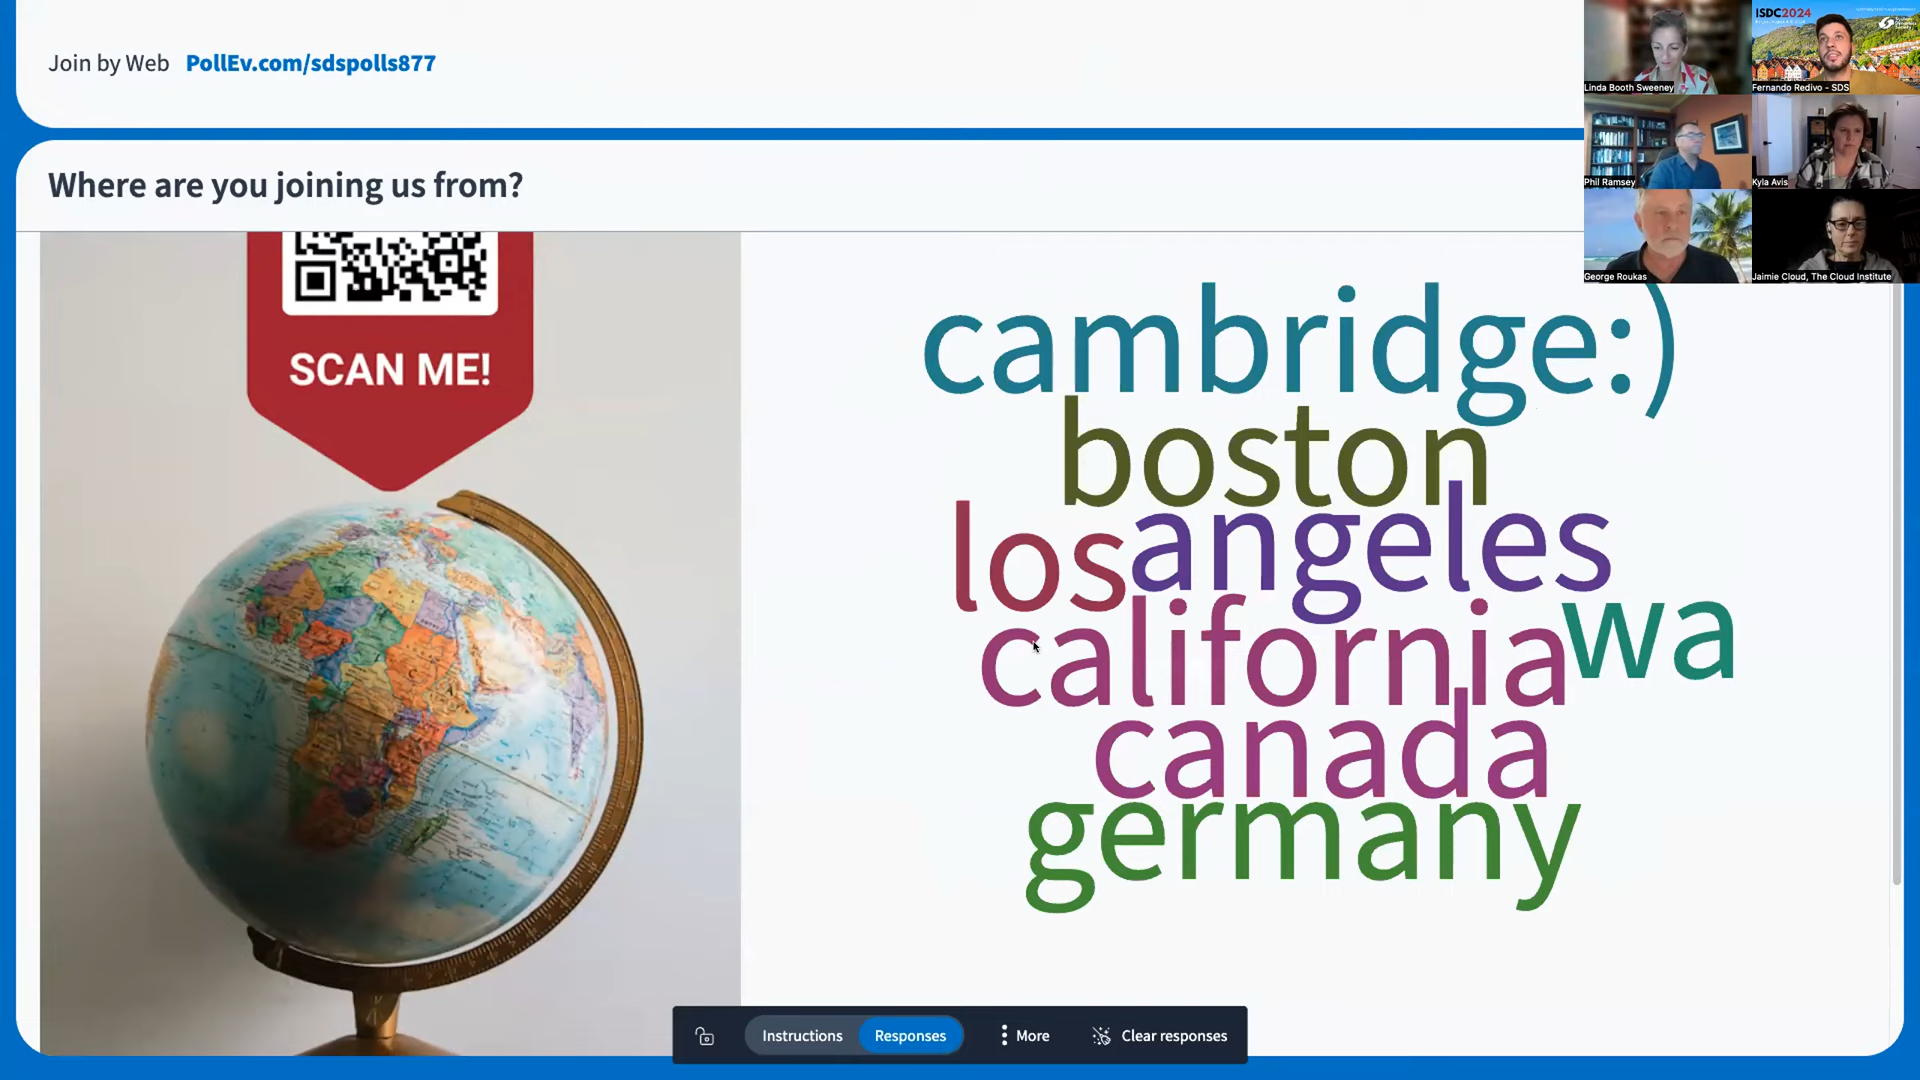 Join by Web PollEv.com/sdspolls877
Where are you joining us from?
SCAN ME!
cambridge:)
boston
los angeles
california wa
canada
germany
Instructions Responses More Clear responses
ISDC2024
Linda Booth Sweeney
Fernando Redivo - SDS
Phil Ramsey
Kyla Avis
George Roukas
Jaimie Cloud, The Cloud Institute